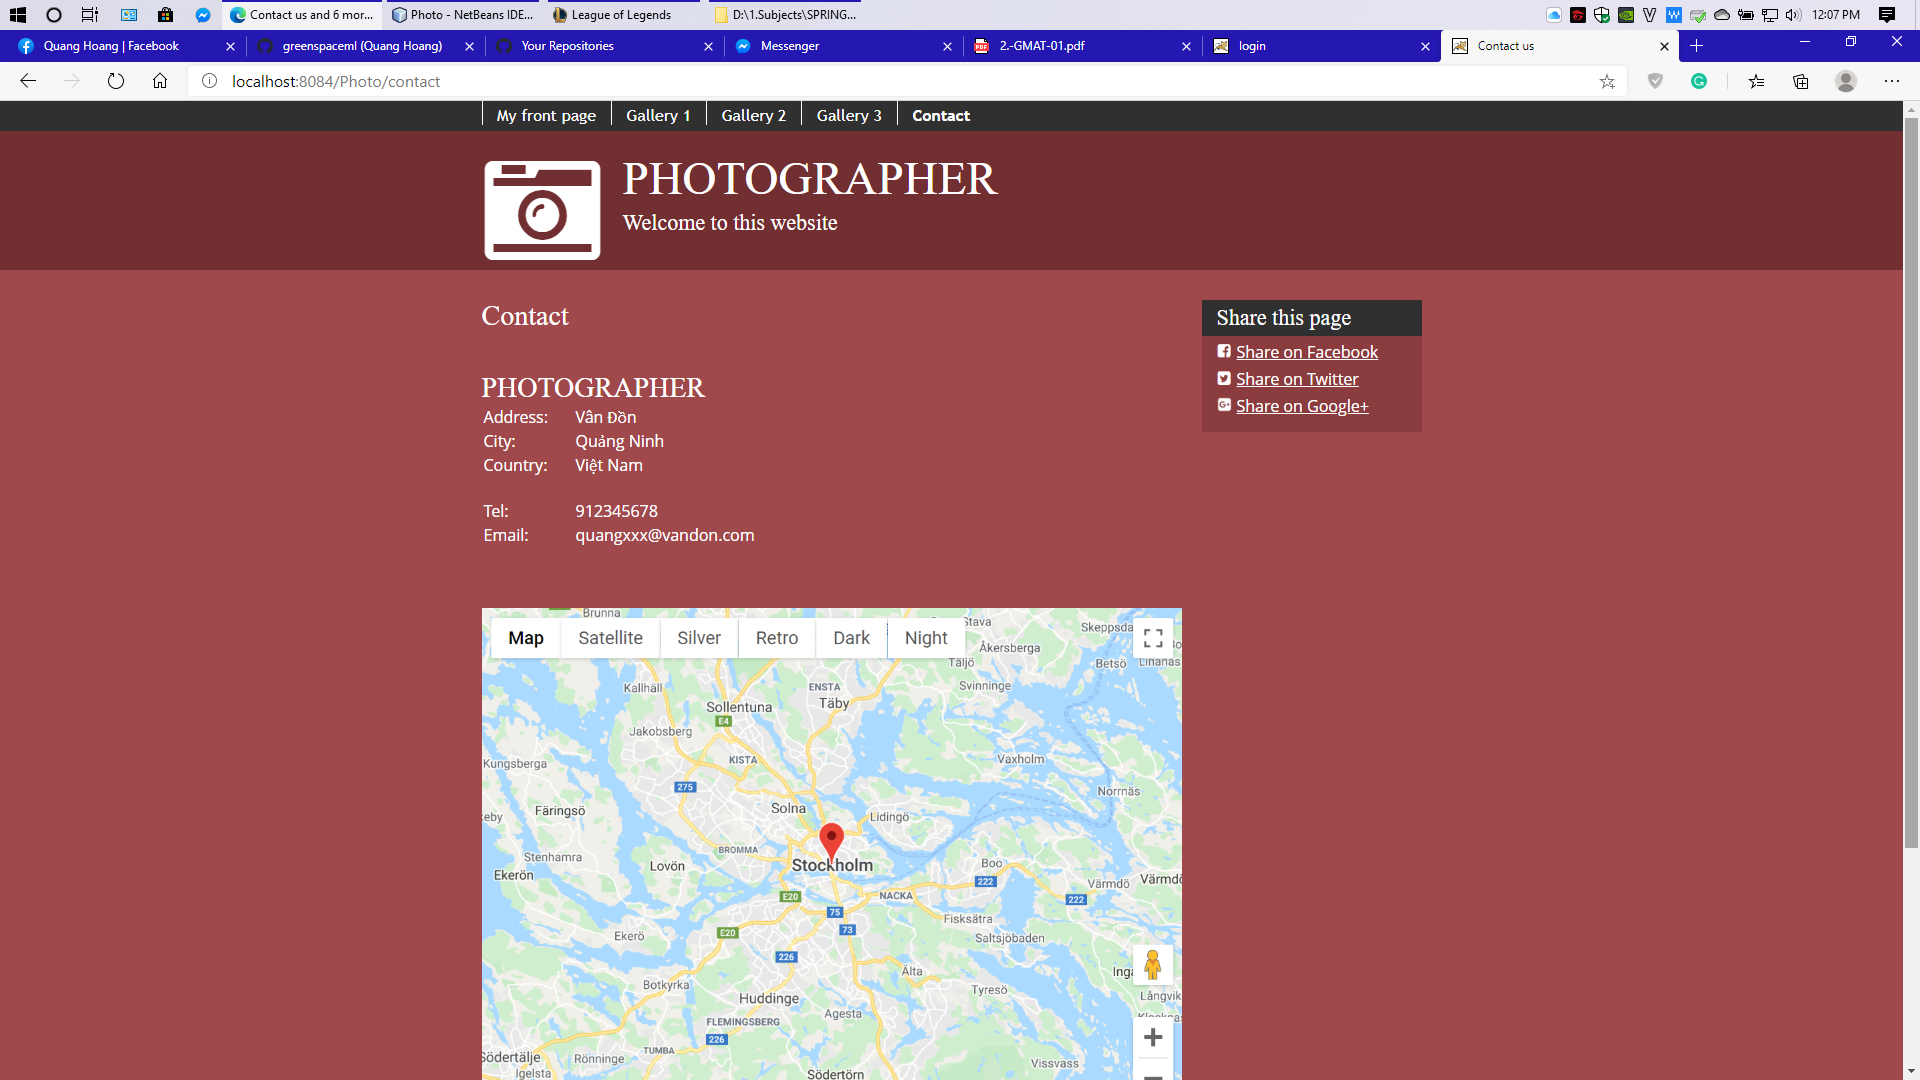 Contact us and 6 mor...
Photo - NetBeans IDE...
League of Legends
D:\1.Subjects\SPRING...
12:07 PM
Quang Hoang | Facebook
greenspaceml (Quang Hoang)
Your Repositories
Messenger
2.-GMAT-01.pdf
login
Contact us
localhost:8084/Photo/contact
My front page
Gallery 1
Gallery 2
Gallery 3
Contact
PHOTOGRAPHER
Welcome to this website
Contact
Share this page
Share on Facebook
Share on Twitter
Share on Google+
PHOTOGRAPHER
Address: Vân Đồn
City: Quảng Ninh
Country: Việt Nam
Tel: 912345678
Email: quangxxx@vandon.com
Brunna
Map
Satellite
Silver
Retro
Dark
Night
Stava
Skeppsda
Åkersberga
Täljö
Betsö
Linanäs
Kallhäll
ENSTA
Svinninge
Sollentuna
Täby
E4
Jakobsberg
KISTA
Vaxholm
Kungsberga
275
Norrnäs
Solna
Färingsö
Lidingö
eby
BROMMA
Stenhamra
Stockholm
Lovön
Boo
Ekerön
222
Värmdö
Värmd
E20
NACKA
222
75
Fisksätra
73
E20
Ekerö
Saltsjöbaden
226
Älta
Inga
Botkyrka
Tyresö
Långvik
Huddinge
Agesta
FLEMINGSBERG
226
TUMBA
Södertälje
Rönninge
Vissvass
Igelsta
Södertörn